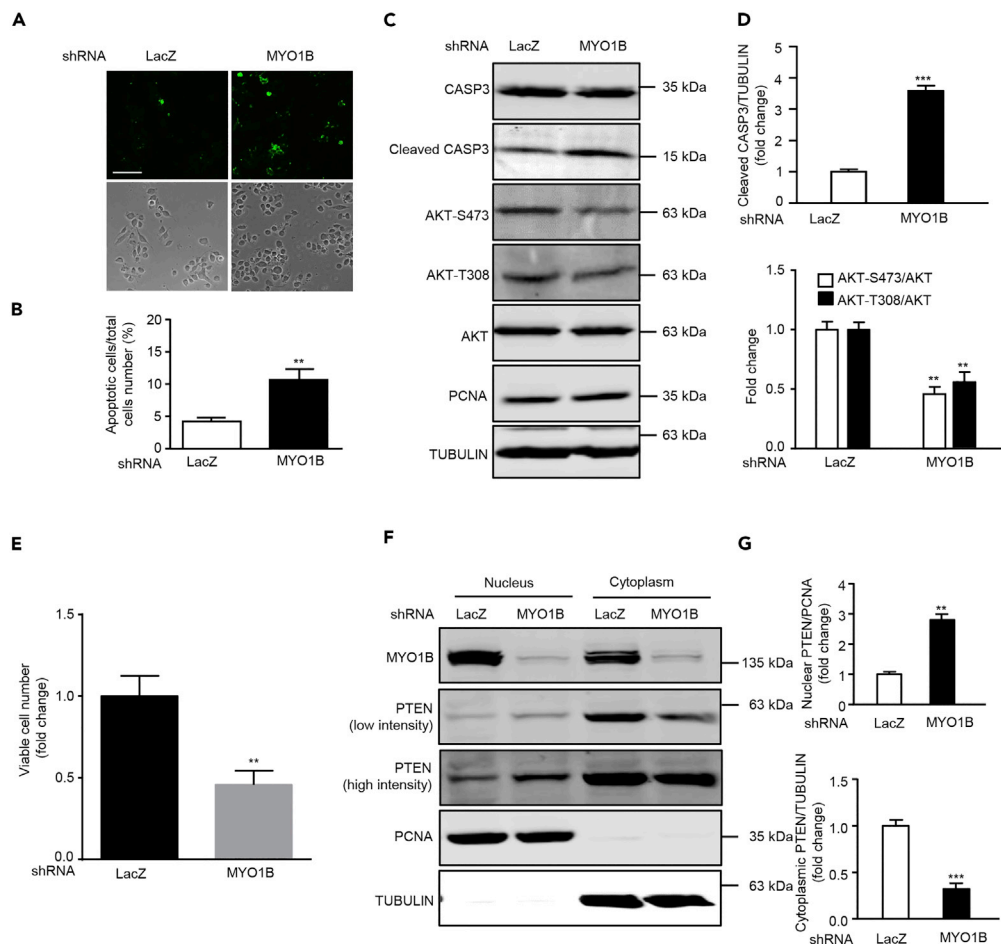 A
shRNA LacZ MYO1B
B
Apoptotic cells/total
cells number (%)
20
15
10
5
0
**
shRNA LacZ MYO1B
C
shRNA LacZ MYO1B
CASP3 35 kDa
Cleaved CASP3 15 kDa
AKT-S473 63 kDa
AKT-T308 63 kDa
AKT 63 kDa
PCNA 35 kDa
63 kDa
TUBULIN
D
Cleaved CASP3/TUBULIN
(fold change)
5
4
3
2
1
0
***
shRNA LacZ MYO1B
Fold change
1.5
1.0
0.5
0.0
AKT-S473/AKT
AKT-T308/AKT
** **
shRNA LacZ MYO1B
E
Viable cell number
(fold change)
1.5
1.0
0.5
0.0
**
shRNA LacZ MYO1B
F
Nucleus Cytoplasm
shRNA LacZ MYO1B LacZ MYO1B
MYO1B 135 kDa
PTEN 63 kDa
(low intensity)
PTEN
(high intensity)
PCNA 35 kDa
63 kDa
TUBULIN
G
Nuclear PTEN/PCNA
(fold change)
4
3
2
1
0
**
shRNA LacZ MYO1B
Cytoplasmic PTEN/TUBULIN
(fold change)
1.5
1.0
0.5
0.0
***
shRNA LacZ MYO1B